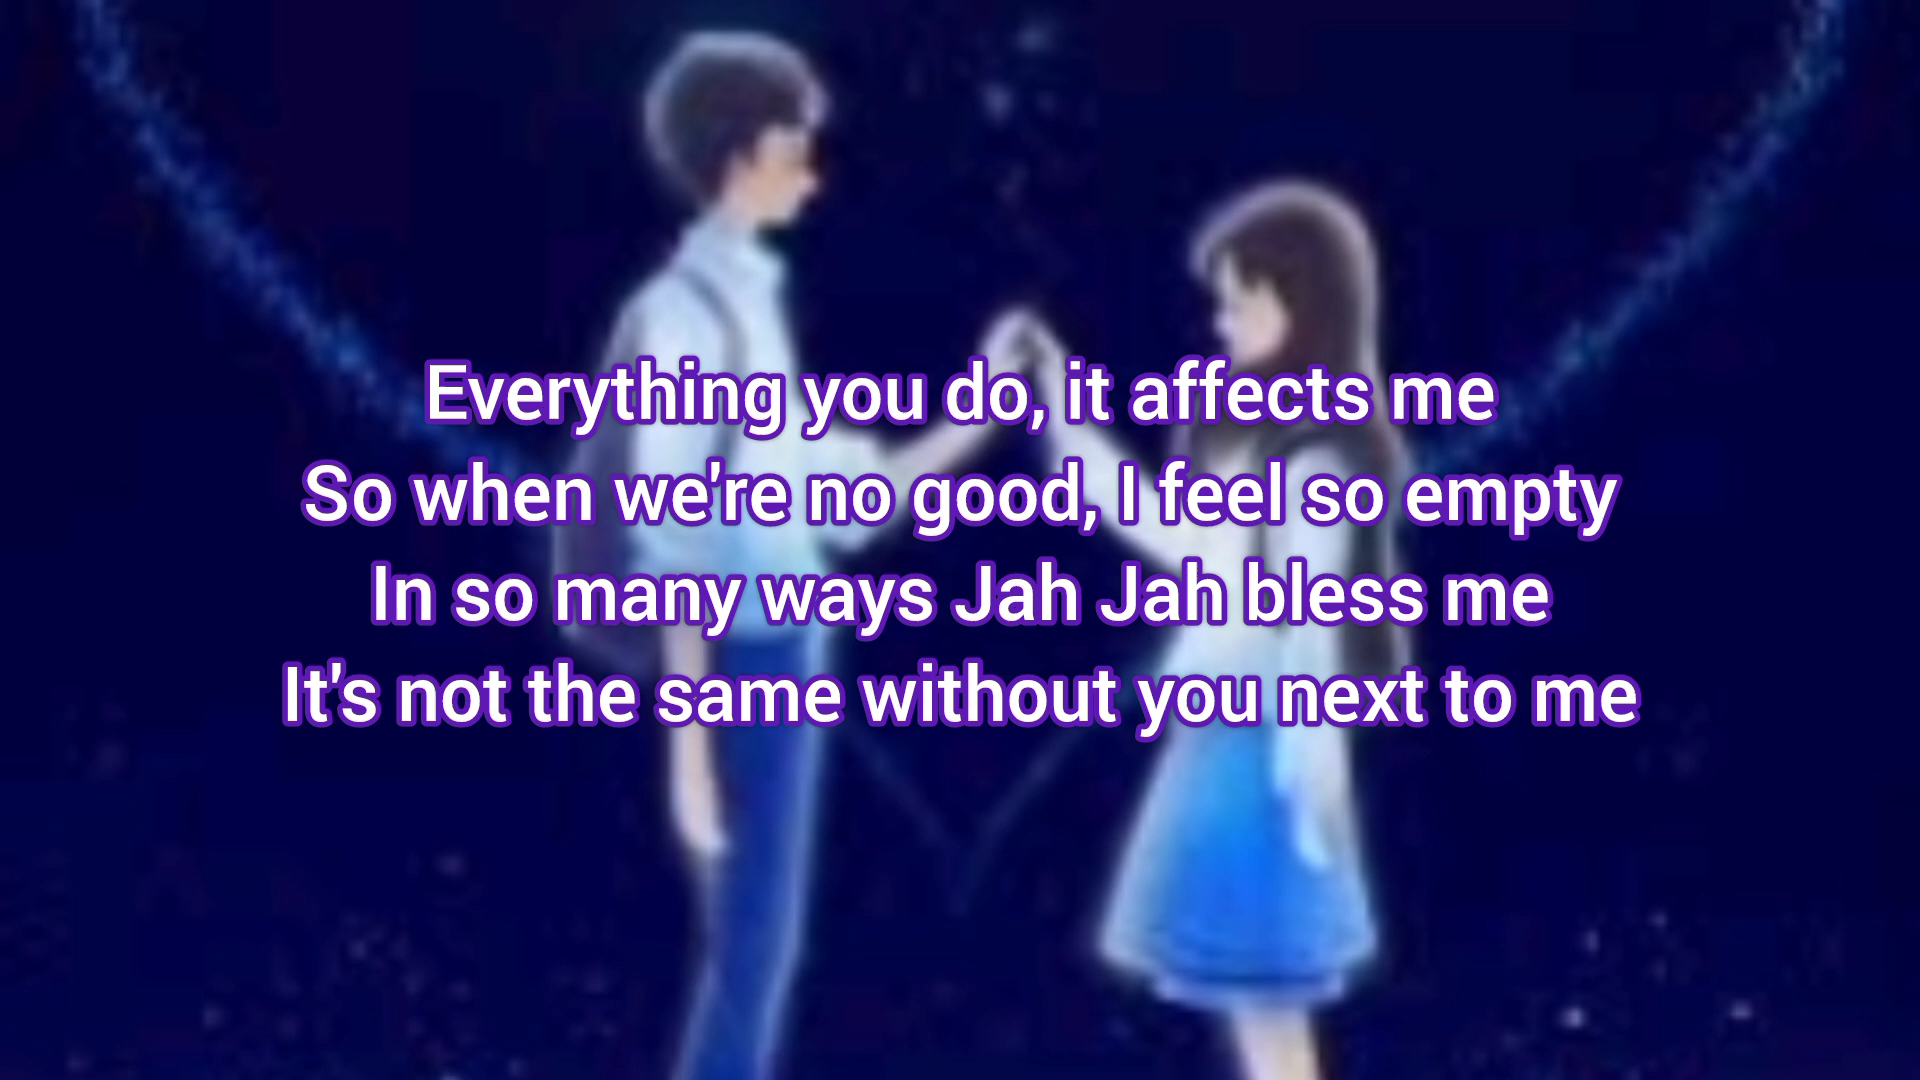 Everything you do, it affects me
So when we're no good, I feel so empty
In so many ways Jah Jah bless me
It's not the same without you next to me